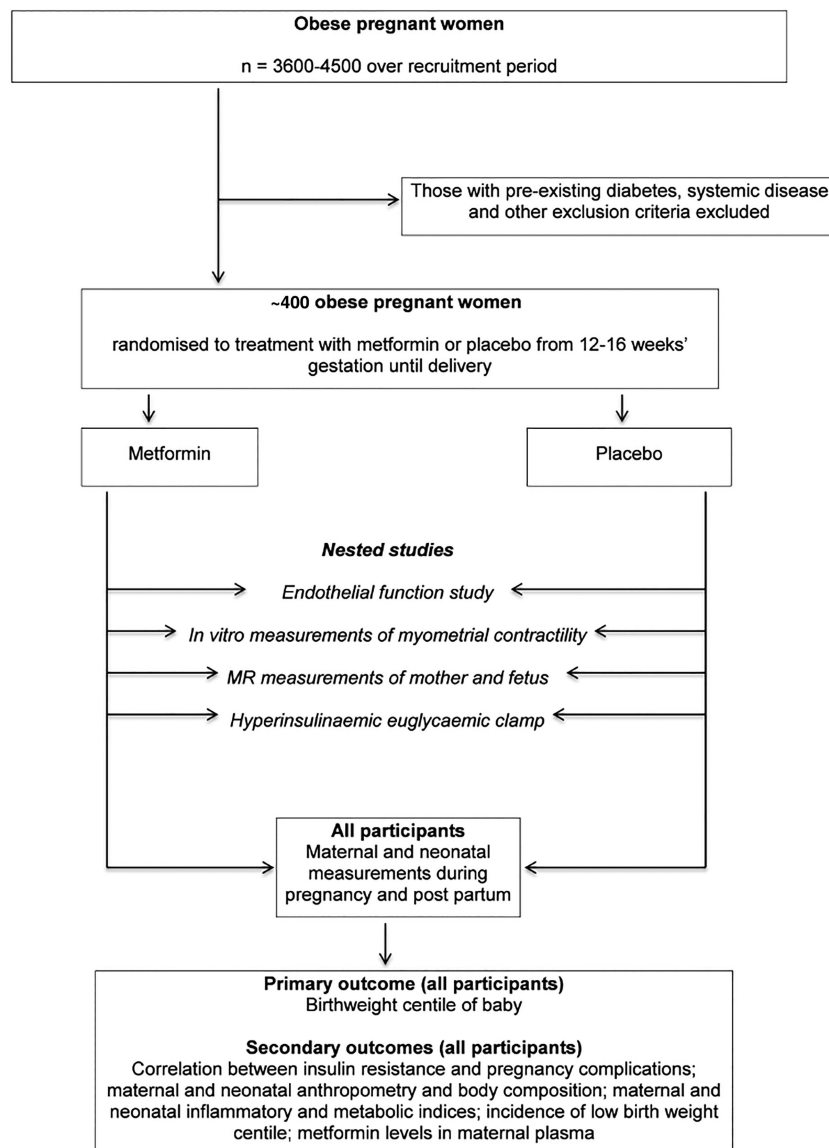 Obese pregnant women
n = 3600-4500 over recruitment period
Those with pre-existing diabetes, systemic disease
and other exclusion criteria excluded
~400 obese pregnant women
randomised to treatment with metformin or placebo from 12-16 weeks’
gestation until delivery
Metformin
Placebo
Nested studies
Endothelial function study
In vitro measurements of myometrial contractility
MR measurements of mother and fetus
Hyperinsulinaemic euglycaemic clamp
All participants
Maternal and neonatal
measurements during
pregnancy and post partum
Primary outcome (all participants)
Birthweight centile of baby
Secondary outcomes (all participants)
Correlation between insulin resistance and pregnancy complications;
maternal and neonatal anthropometry and body composition; maternal and
neonatal inflammatory and metabolic indices; incidence of low birth weight
centile; metformin levels in maternal plasma